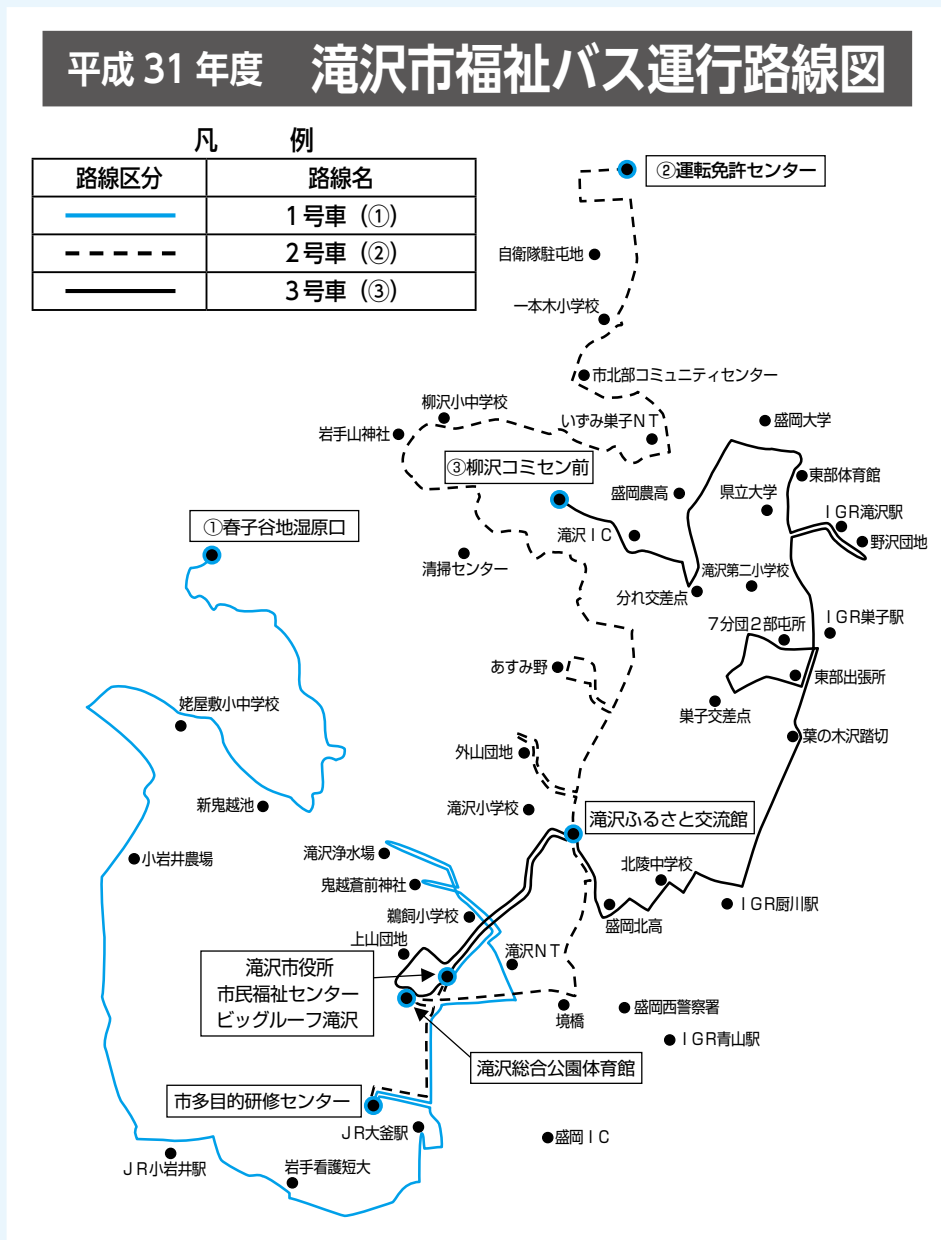 平成 31 年度 滝沢市福祉バス運行路線図
凡 例
路線区分 路線名
1号車（①）
2号車（②）
3号車（③）
②運転免許センター
自衛隊駐屯地
一本木小学校
市北部コミュニティセンター
柳沢小中学校
いずみ巣子NT
盛岡大学
岩手山神社
③柳沢コミセン前
東部体育館
盛岡農高
県立大学
IGR滝沢駅
①春子谷地湿原口
滝沢IC
野沢団地
清掃センター
滝沢第二小学校
分れ交差点
7分団2部屯所
IGR巣子駅
あすみ野
東部出張所
姥屋敷小中学校
巣子交差点
葉の木沢踏切
外山団地
新鬼越池
滝沢小学校
滝沢ふるさと交流館
小岩井農場
滝沢浄水場
北陵中学校
鬼越蒼前神社
IGR厨川駅
鵜飼小学校
盛岡北高
上山団地
滝沢NT
滝沢市役所
市民福祉センター
ビッグルーフ滝沢
境橋
盛岡西警察署
IGR青山駅
滝沢総合公園体育館
市多目的研修センター
JR大釜駅
盛岡IC
JR小岩井駅
岩手看護短大